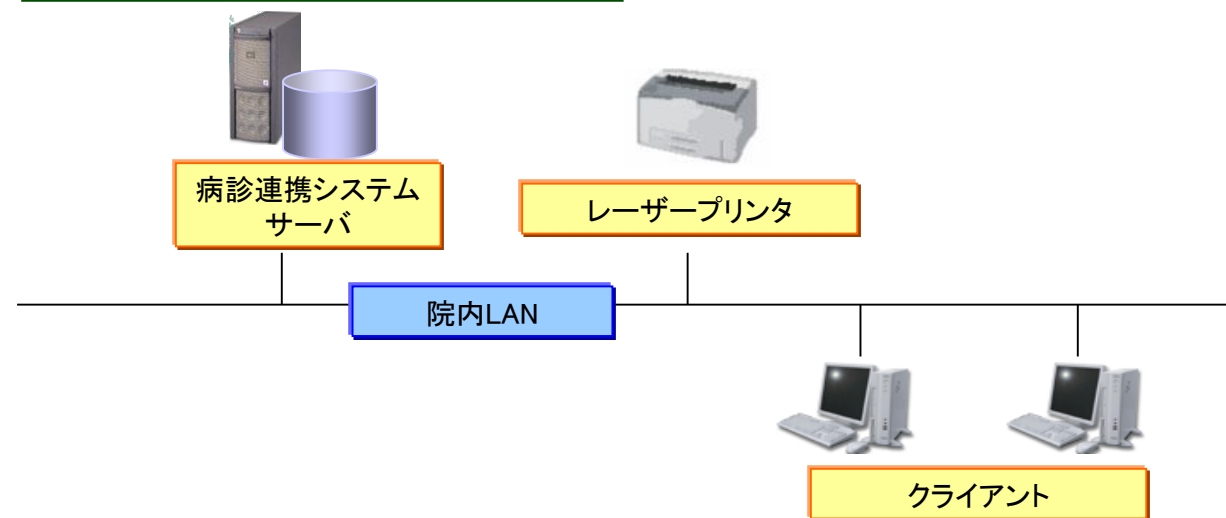 病診連携システム
サーバ
レーザープリンタ
院内LAN
クライアント